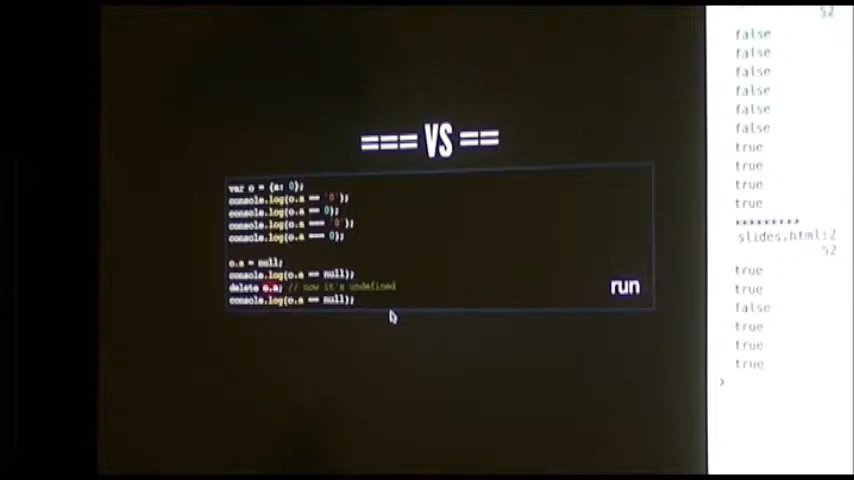 === VS ==
var o = {a: 0};
console.log(o.a == '0');
console.log(o.a == 0);
console.log(o.a === '0');
console.log(o.a === 0);
o.a = null;
console.log(o.a == null);
delete o.a; // now it's undefined
console.log(o.a == null);
run
52
false
false
false
false
false
false
true
true
true
true
*********
slides.html:2
52
true
true
false
true
true
true
>